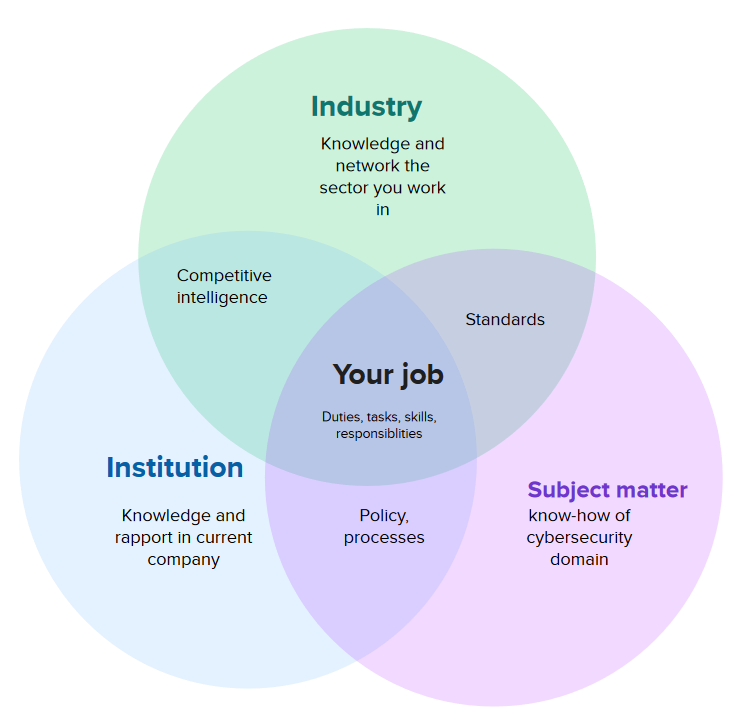 Industry
Knowledge and
network the
sector you work
in
Competitive
intelligence
Standards
Your job
Duties, tasks, skills,
responsiblities
Institution
Knowledge and
rapport in current
company
Policy,
processes
Subject matter
know-how of
cybersecurity
domain